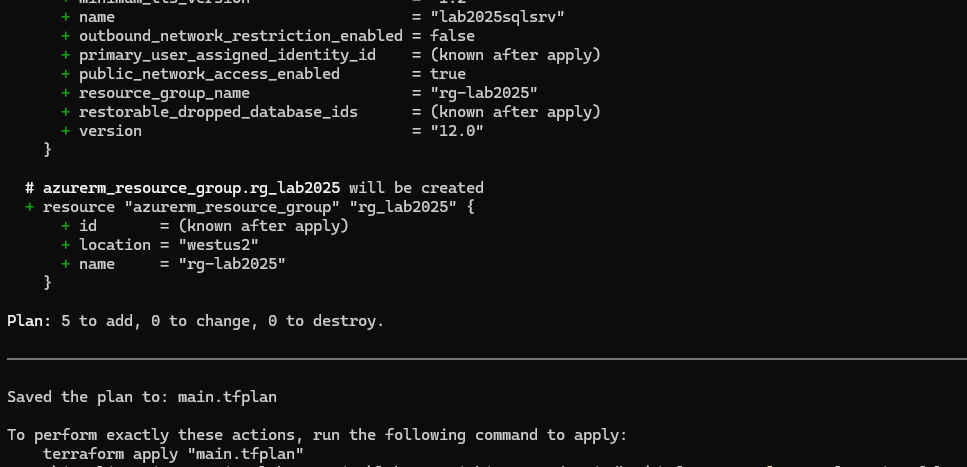 + minimum_tls_version = "1.2"
+ name = "lab2025sqlsrv"
+ outbound_network_restriction_enabled = false
+ primary_user_assigned_identity_id = (known after apply)
+ public_network_access_enabled = true
+ resource_group_name = "rg-lab2025"
+ restorable_dropped_database_ids = (known after apply)
+ version = "12.0"
}
# azurerm_resource_group.rg_lab2025 will be created
+ resource "azurerm_resource_group" "rg_lab2025" {
+ id = (known after apply)
+ location = "westus2"
+ name = "rg-lab2025"
}
Plan: 5 to add, 0 to change, 0 to destroy.
Saved the plan to: main.tfplan
To perform exactly these actions, run the following command to apply:
terraform apply "main.tfplan"